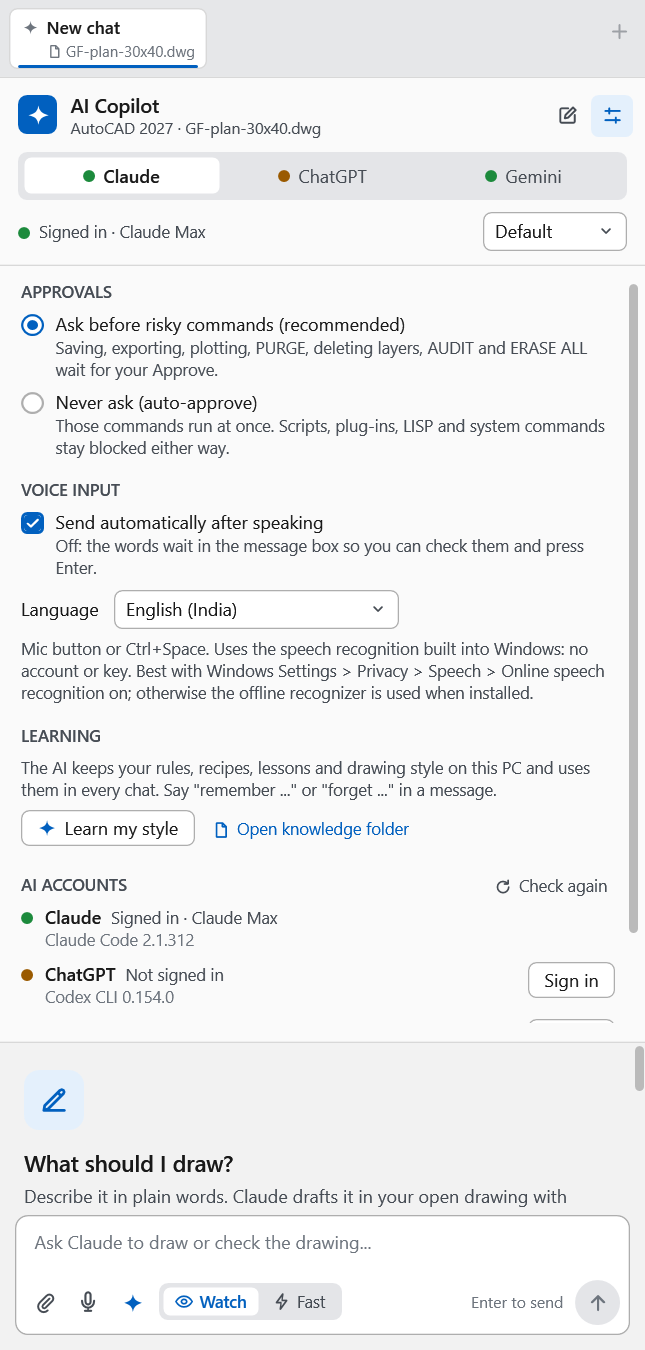 New chat
GF-plan-30x40.dwg
AI Copilot
AutoCAD 2027 · GF-plan-30x40.dwg
Claude
ChatGPT
Gemini
Signed in · Claude Max
Default
APPROVALS
Ask before risky commands (recommended)
Saving, exporting, plotting, PURGE, deleting layers, AUDIT and ERASE ALL
wait for your Approve.
Never ask (auto-approve)
Those commands run at once. Scripts, plug-ins, LISP and system commands
stay blocked either way.
VOICE INPUT
Send automatically after speaking
Off: the words wait in the message box so you can check them and press
Enter.
Language
English (India)
Mic button or Ctrl+Space. Uses the speech recognition built into Windows: no
account or key. Best with Windows Settings > Privacy > Speech > Online speech
recognition on; otherwise the offline recognizer is used when installed.
LEARNING
The AI keeps your rules, recipes, lessons and drawing style on this PC and uses
them in every chat. Say "remember ..." or "forget ..." in a message.
Learn my style
Open knowledge folder
AI ACCOUNTS
Check again
Claude Signed in · Claude Max
Claude Code 2.1.312
ChatGPT Not signed in
Codex CLI 0.154.0
Sign in
What should I draw?
Describe it in plain words. Claude drafts it in your open drawing with
Ask Claude to draw or check the drawing...
Watch
Fast
Enter to send